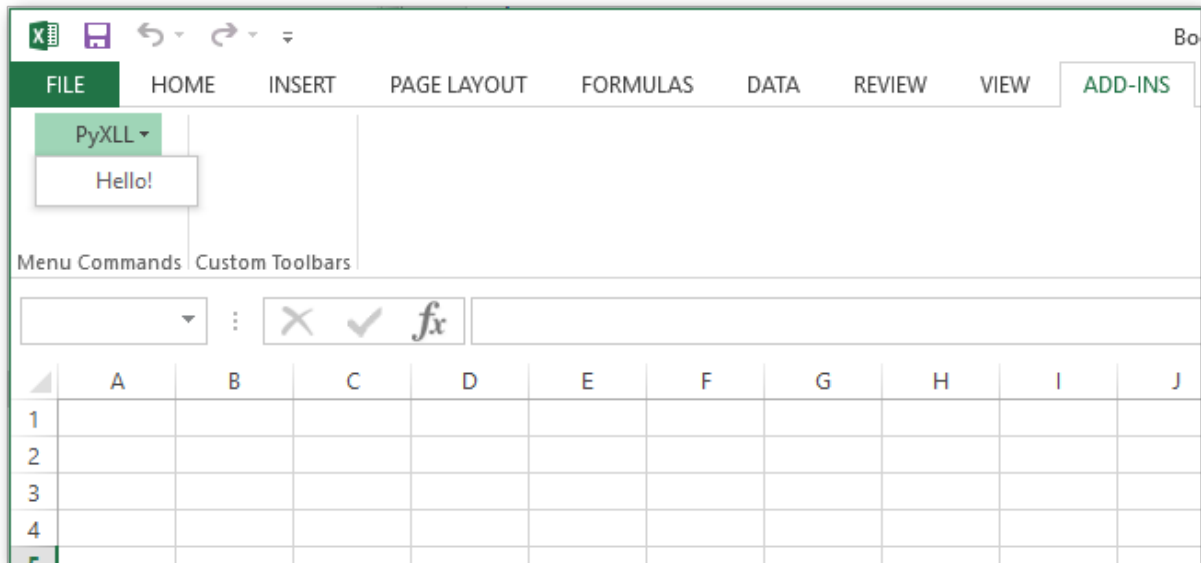 Bo
FILE HOME INSERT PAGE LAYOUT FORMULAS DATA REVIEW VIEW ADD-INS
PyXLL
Hello!
Menu Commands Custom Toolbars
fx
A B C D E F G H I J
1
2
3
4
5